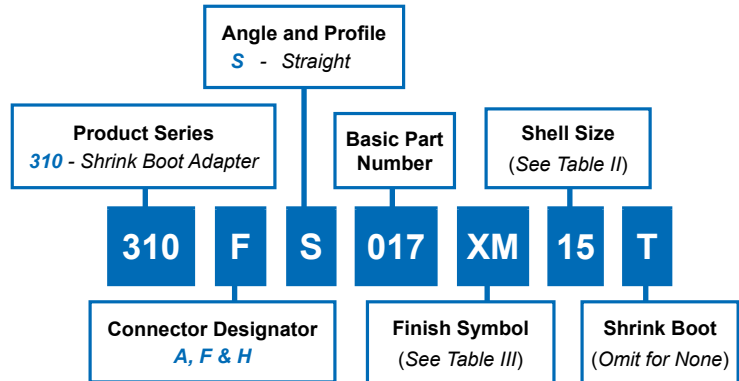 Angle and Profile
S - Straight
Product Series
310 - Shrink Boot Adapter
Basic Part
Number
Shell Size
(See Table II)
310 F S 017 XM 15 T
Connector Designator
A, F & H
Finish Symbol
(See Table III)
Shrink Boot
(Omit for None)